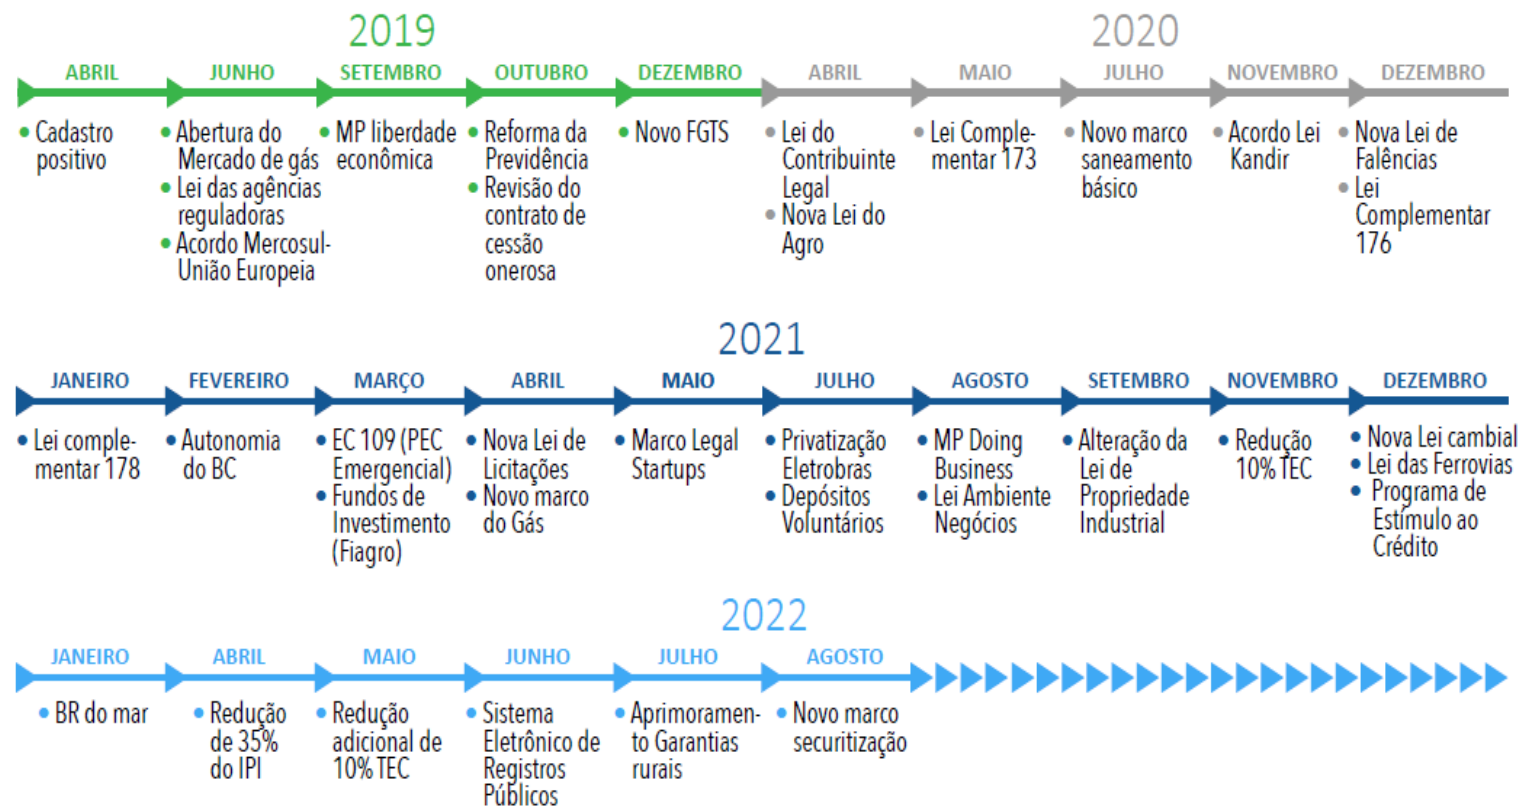 2019
2020
ABRIL
JUNHO
SETEMBRO
OUTUBRO
DEZEMBRO
ABRIL
MAIO
JULHO
NOVEMBRO
DEZEMBRO
• Cadastro
positivo
• Abertura do
Mercado de gás
• Lei das agências
reguladoras
• Acordo Mercosul-
União Europeia
• MP liberdade
econômica
• Reforma da
Previdência
• Revisão do
contrato de
cessão
onerosa
• Novo FGTS
• Lei do
Contribuinte
Legal
• Nova Lei do
Agro
• Lei Comple-
mentar 173
• Novo marco
saneamento
básico
• Acordo Lei
Kandir
• Nova Lei de
Falências
• Lei
Complementar
176
2021
JANEIRO
FEVEREIRO
MARÇO
ABRIL
MAIO
JULHO
AGOSTO
SETEMBRO
NOVEMBRO
DEZEMBRO
• Lei comple-
mentar 178
• Autonomia
do BC
• EC 109 (PEC
Emergencial)
• Fundos de
Investimento
(Fiagro)
• Nova Lei de
Licitações
• Novo marco
do Gás
• Marco Legal
Startups
• Privatização
Eletrobras
• Depósitos
Voluntários
• MP Doing
Business
• Lei Ambiente
Negócios
• Alteração da
Lei de
Propriedade
Industrial
• Redução
10% TEC
• Nova Lei cambial
• Lei das Ferrovias
• Programa de
Estímulo ao
Crédito
2022
JANEIRO
ABRIL
MAIO
JUNHO
JULHO
AGOSTO
• BR do mar
• Redução
de 35%
do IPI
• Redução
adicional de
10% TEC
• Sistema
Eletrônico de
Registros
Públicos
• Aprimoramen-
to Garantias
rurais
• Novo marco
securitização